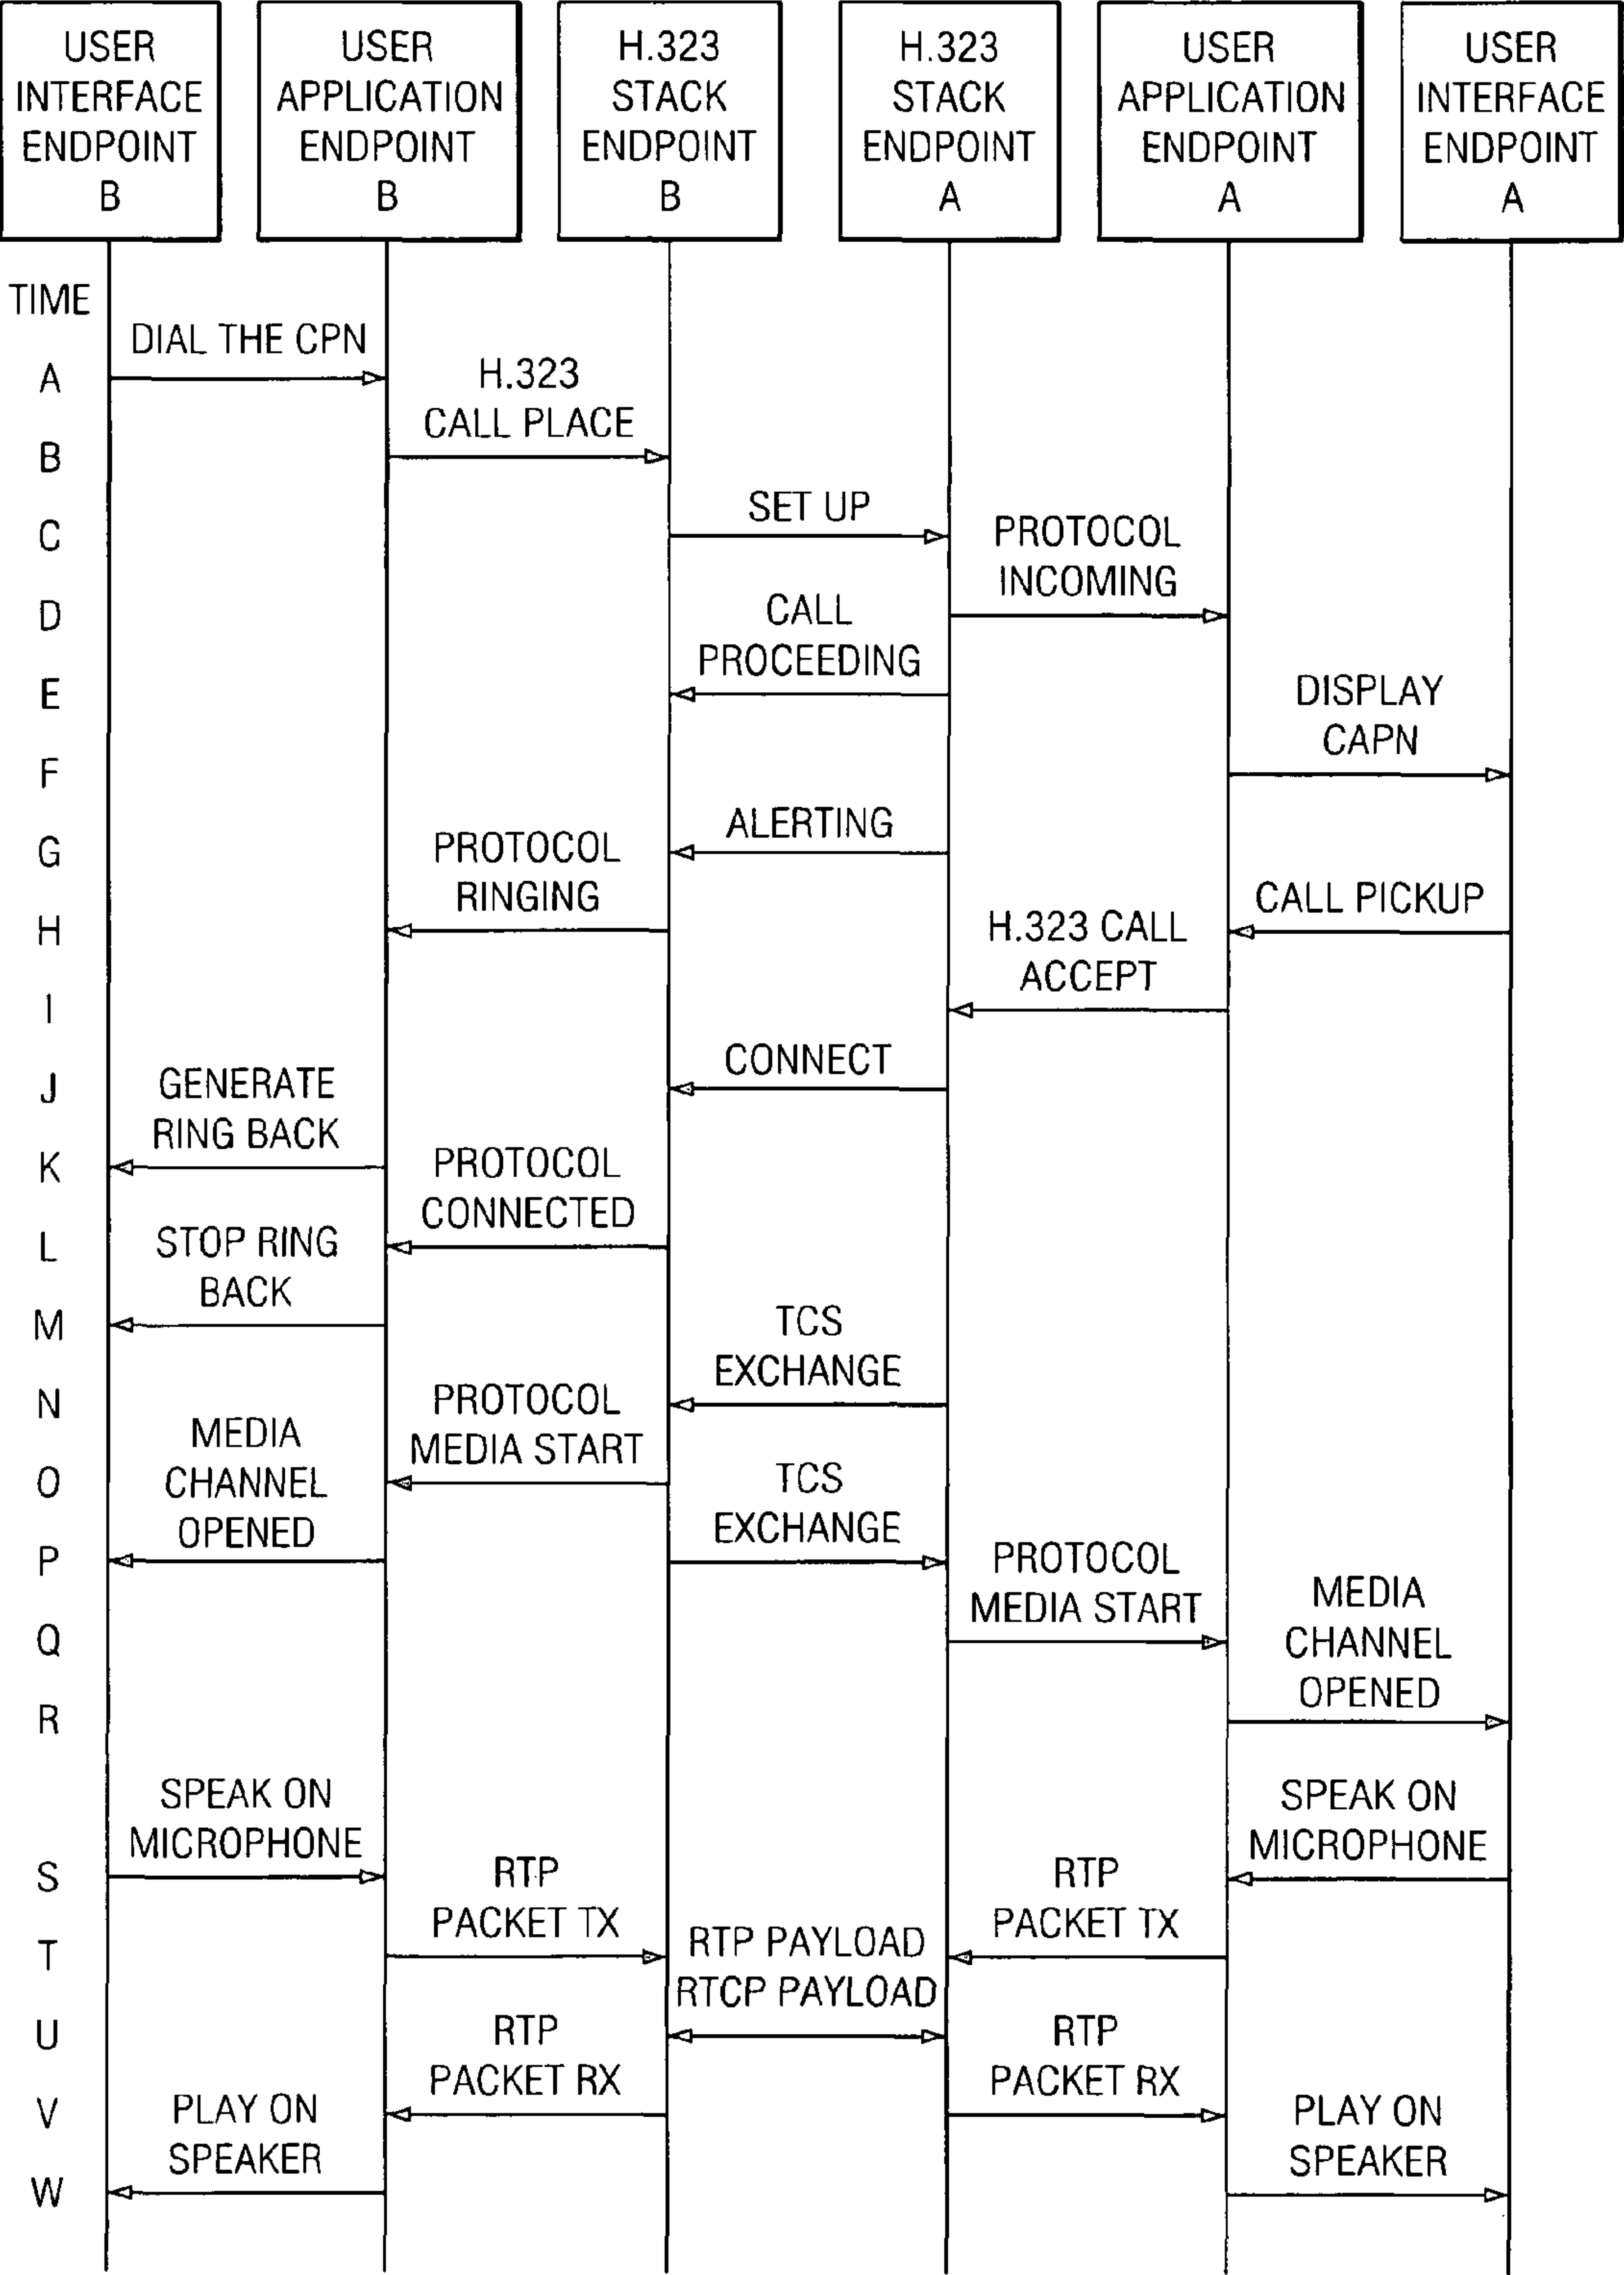 USER
INTERFACE
ENDPOINT
B
USER
APPLICATION
ENDPOINT
B
H.323
STACK
ENDPOINT
B
H.323
STACK
ENDPOINT
A
USER
APPLICATION
ENDPOINT
A
USER
INTERFACE
ENDPOINT
A
TIME
DIAL THE CPN
A
H.323
CALL PLACE
B
SET UP
C
PROTOCOL
INCOMING
D
CALL
PROCEEDING
E
DISPLAY
CAPN
F
ALERTING
G
PROTOCOL
RINGING
CALL PICKUP
H
H.323 CALL
ACCEPT
I
CONNECT
J
GENERATE
RING BACK
K
PROTOCOL
CONNECTED
L
STOP RING
BACK
M
TCS
EXCHANGE
N
PROTOCOL
MEDIA START
O
MEDIA
CHANNEL
OPENED
TCS
EXCHANGE
P
PROTOCOL
MEDIA START
Q
MEDIA
CHANNEL
OPENED
R
SPEAK ON
MICROPHONE
SPEAK ON
MICROPHONE
S
RTP
PACKET TX
RTP
PACKET TX
T
RTP PAYLOAD
RTCP PAYLOAD
U
RTP
PACKET RX
RTP
PACKET RX
V
PLAY ON
SPEAKER
PLAY ON
SPEAKER
W